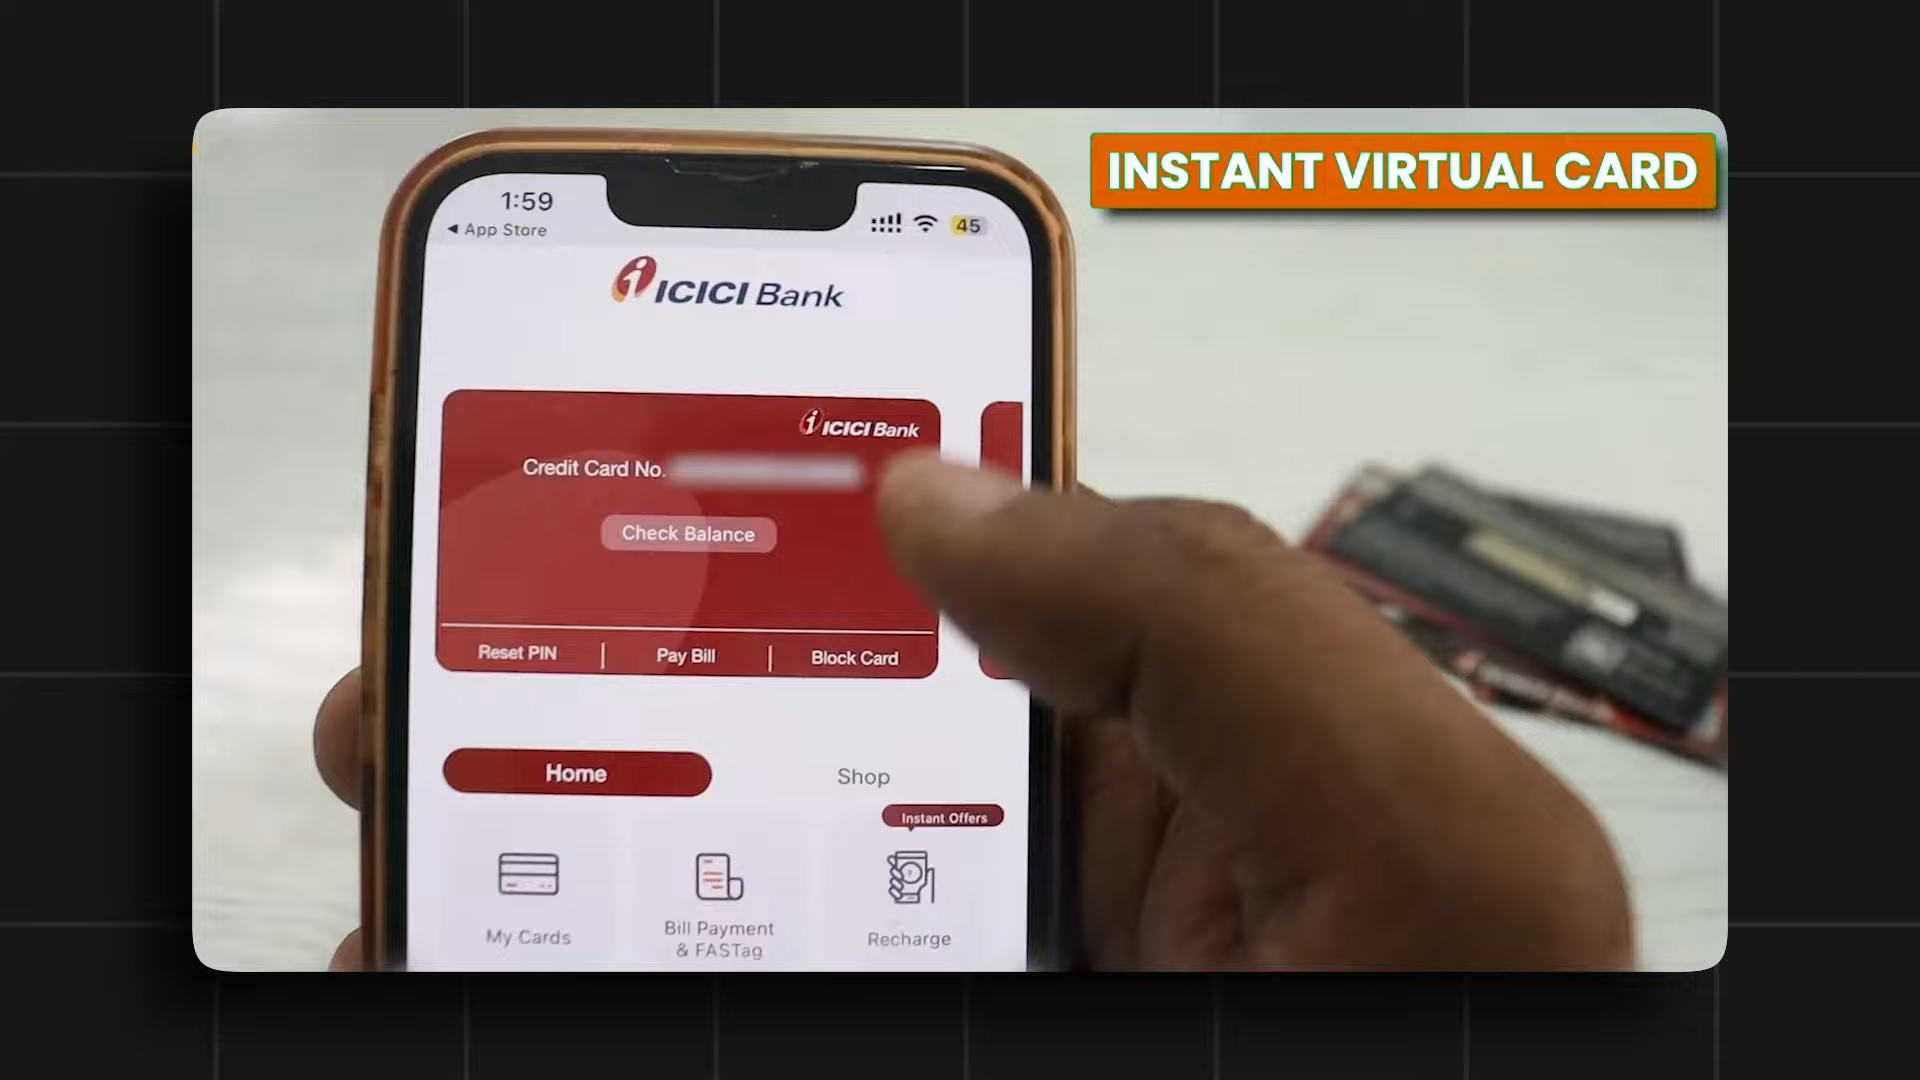 INSTANT VIRTUAL CARD
1:59
45
◀ App Store
ICICI Bank
ICICI Bank
Credit Card No.
Check Balance
Reset PIN | Pay Bill | Block Card
Home
Shop
Instant Offers
My Cards
Bill Payment
& FASTag
Recharge